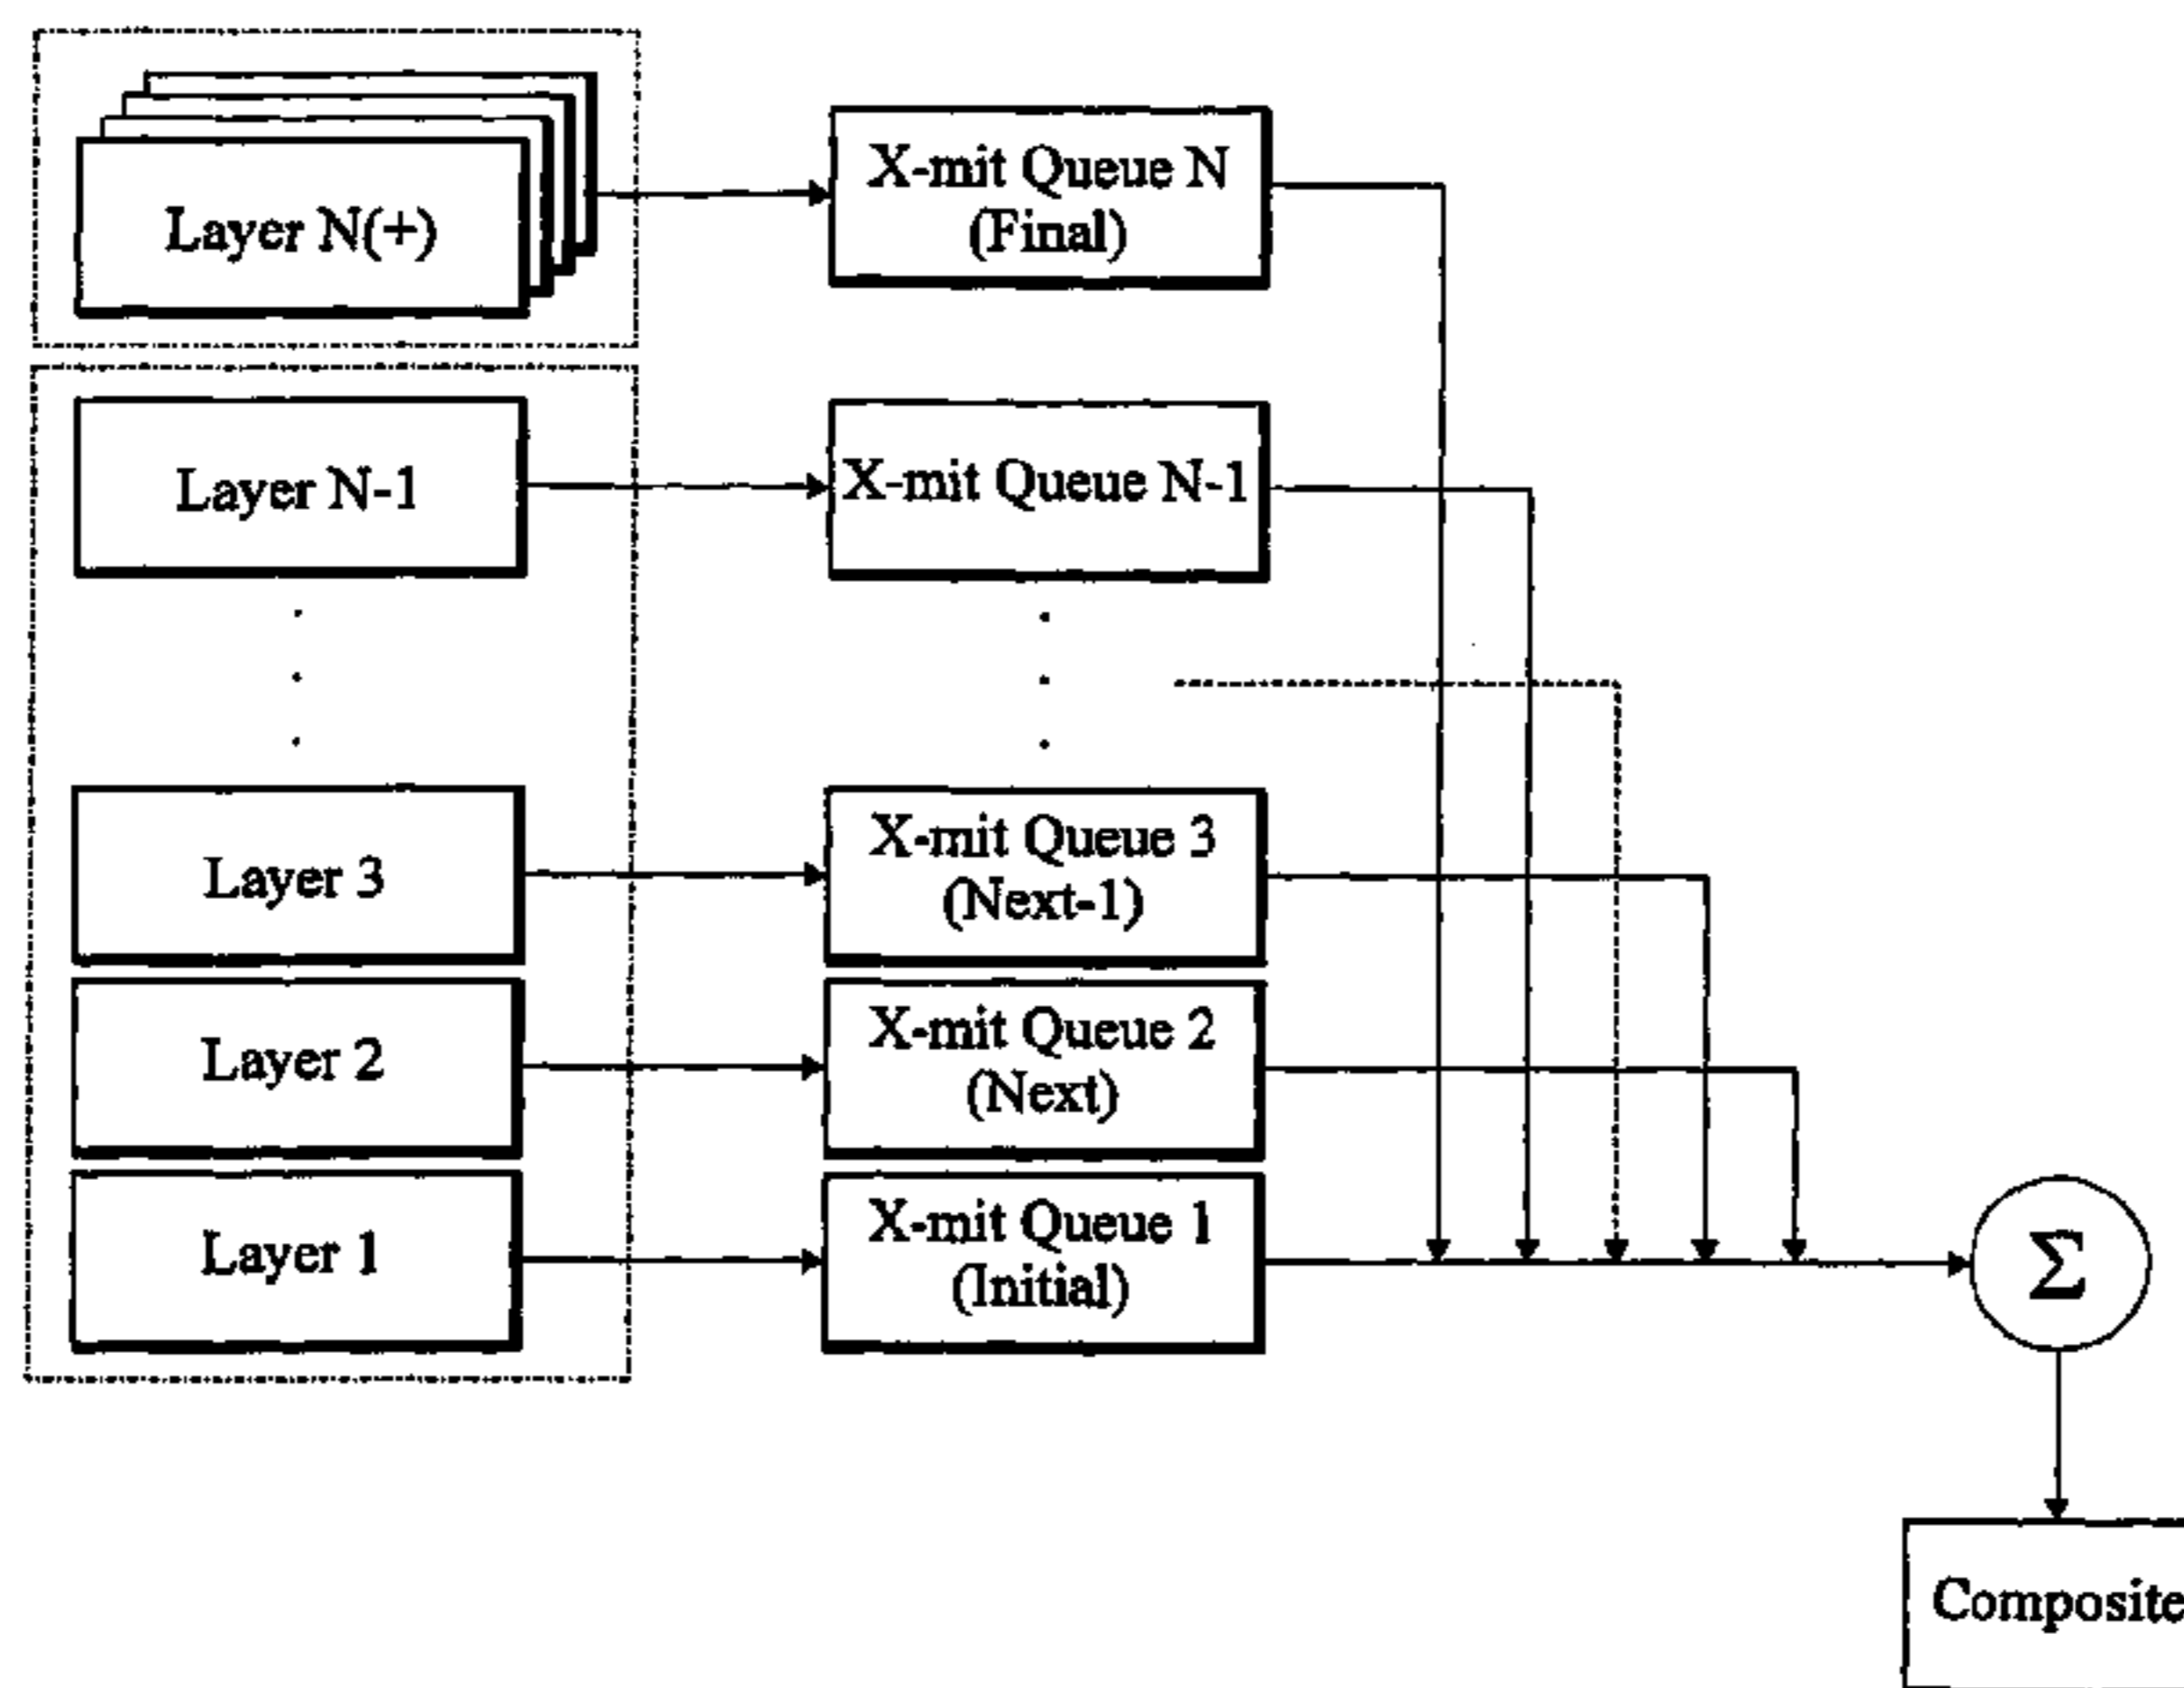 Layer N(+)
X-mit Queue N
(Final)
Layer N-1
X-mit Queue N-1
Layer 3
X-mit Queue 3
(Next-1)
Layer 2
X-mit Queue 2
(Next)
Layer 1
X-mit Queue 1
(Initial)
Σ
Composite